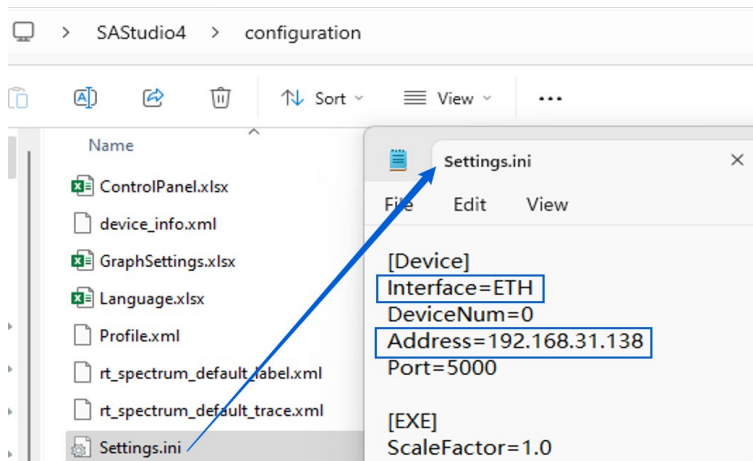 SAStudio4 > configuration
Sort
View
Name
ControlPanel.xlsx
device_info.xml
GraphSettings.xlsx
Language.xlsx
Profile.xml
rt_spectrum_default_label.xml
rt_spectrum_default_trace.xml
Settings.ini
Settings.ini
File Edit View
[Device]
Interface=ETH
DeviceNum=0
Address=192.168.31.138
Port=5000
[EXE]
ScaleFactor=1.0